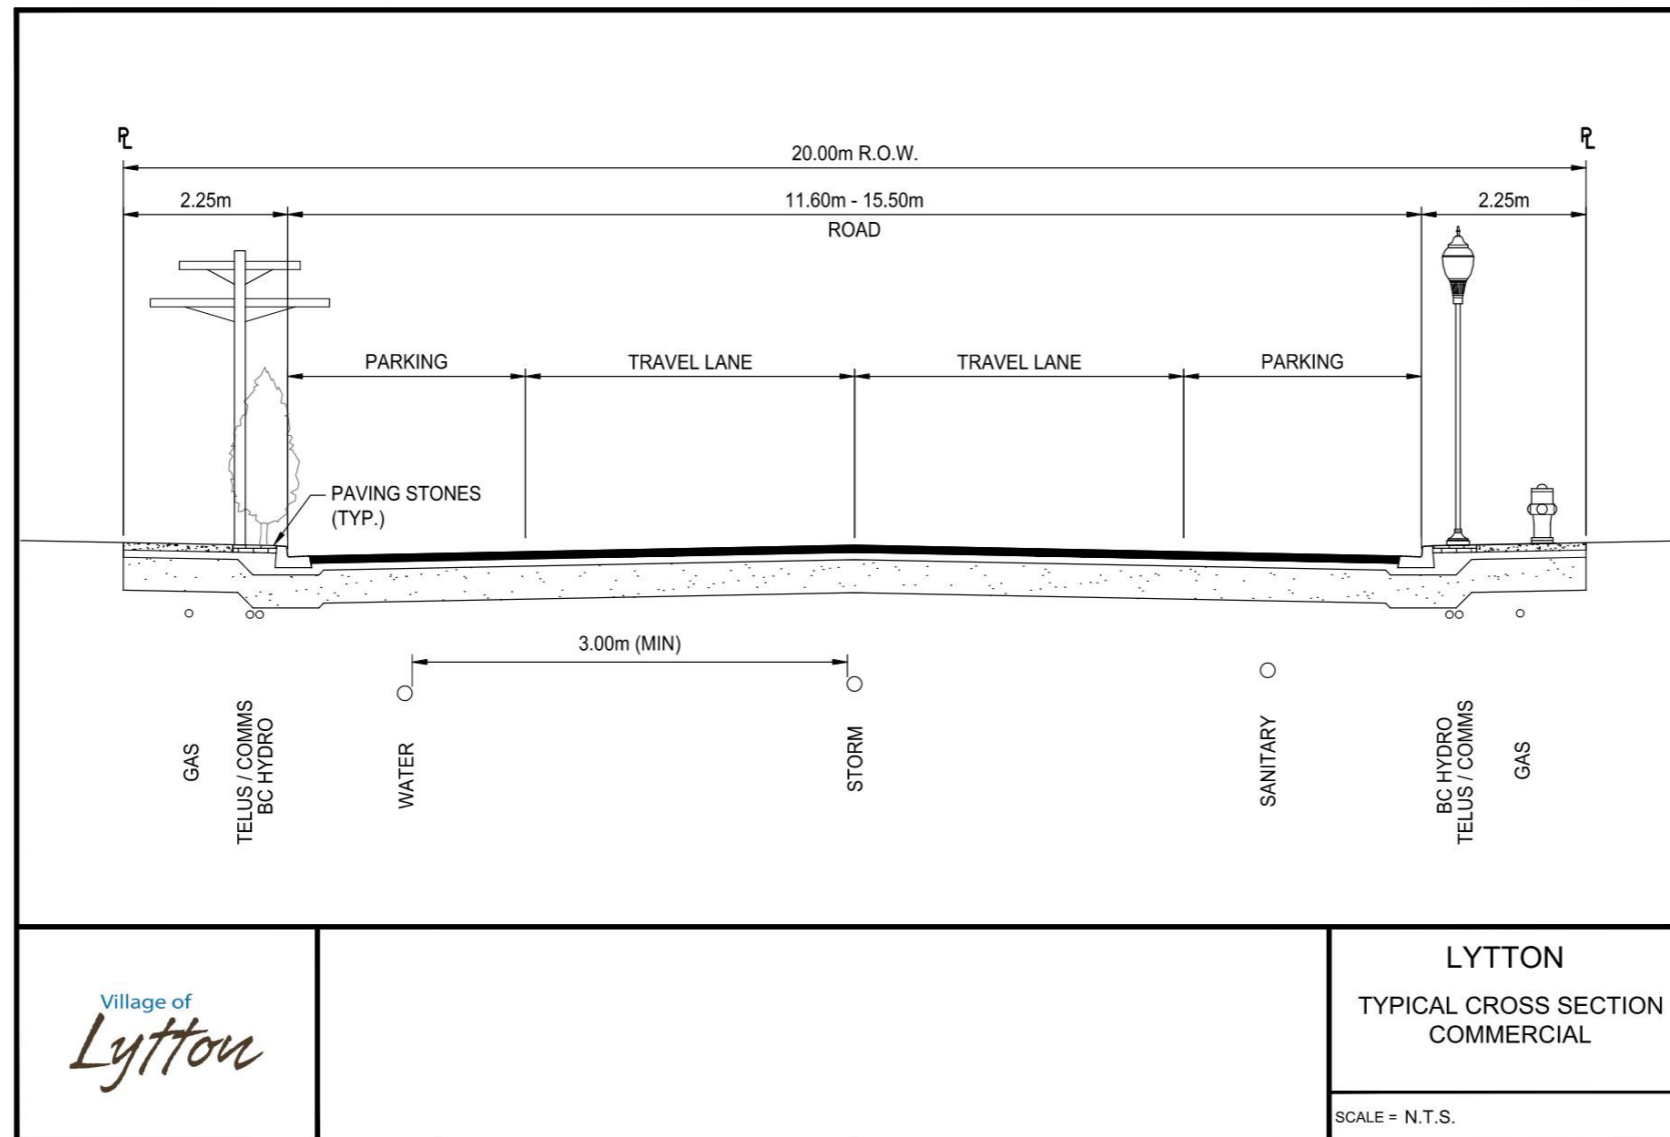 PL
PL
20.00m R.O.W.
2.25m
11.60m - 15.50m
2.25m
ROAD
PARKING
TRAVEL LANE
TRAVEL LANE
PARKING
PAVING STONES
(TYP.)
3.00m (MIN)
GAS
TELUS / COMMS
BC HYDRO
WATER
STORM
SANITARY
BC HYDRO
TELUS / COMMS
GAS
Village of
Lytton
LYTTON
TYPICAL CROSS SECTION
COMMERCIAL
SCALE = N.T.S.